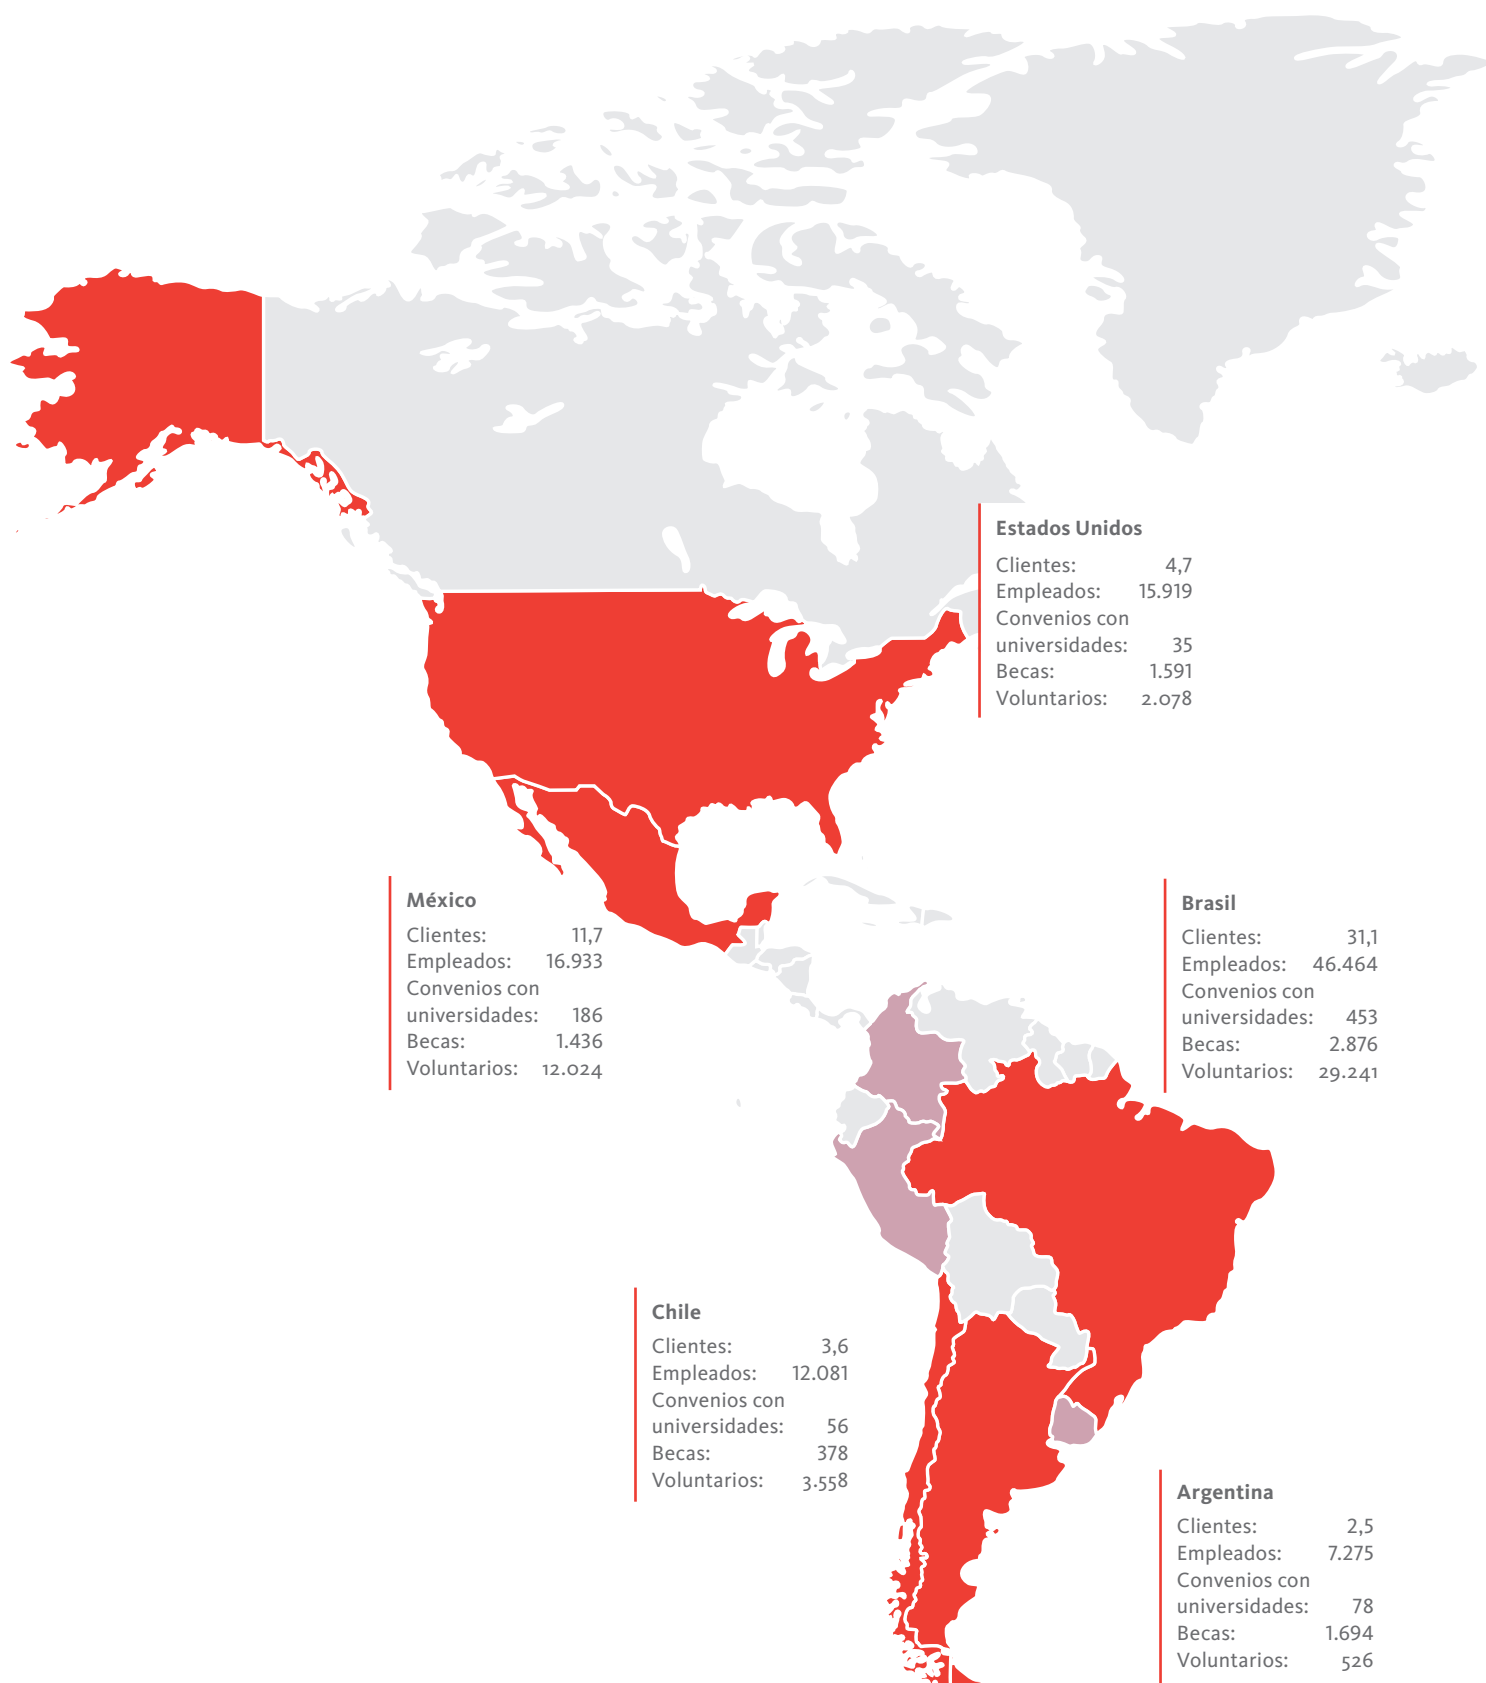 Estados Unidos
Clientes: 4,7
Empleados: 15.919
Convenios con
universidades: 35
Becas: 1.591
Voluntarios: 2.078
México
Clientes: 11,7
Empleados: 16.933
Convenios con
universidades: 186
Becas: 1.436
Voluntarios: 12.024
Brasil
Clientes: 31,1
Empleados: 46.464
Convenios con
universidades: 453
Becas: 2.876
Voluntarios: 29.241
Chile
Clientes: 3,6
Empleados: 12.081
Convenios con
universidades: 56
Becas: 378
Voluntarios: 3.558
Argentina
Clientes: 2,5
Empleados: 7.275
Convenios con
universidades: 78
Becas: 1.694
Voluntarios: 526